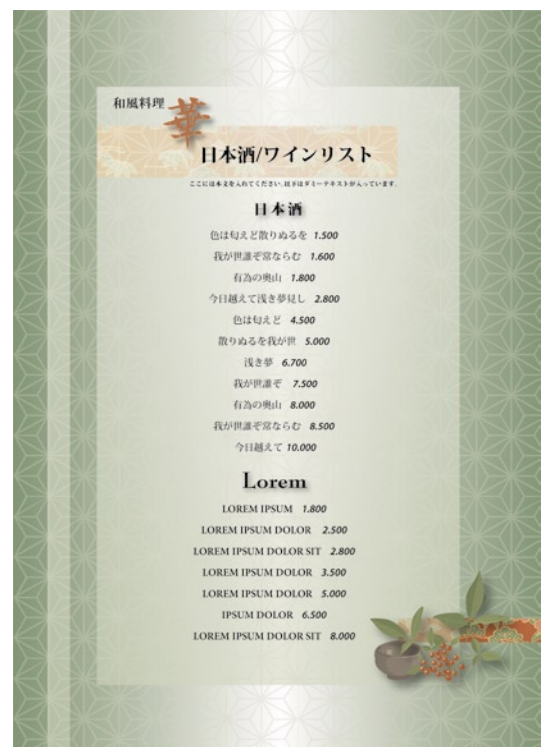 和風料理
華
日本酒/ワインリスト
ここには本文を入れてください。以下はダミーテキストが入っています。
日本酒
色は匂えど散りぬるを 1.500
我が世誰ぞ常ならむ 1.600
有為の奥山 1.800
今日越えて浅き夢見し 2.800
色は匂えど 4.500
散りぬるを我が世 5.000
浅き夢 6.700
我が世誰ぞ 7.500
有為の奥山 8.000
我が世誰ぞ常ならむ 8.500
今日越えて 10.000
Lorem
LOREM IPSUM 1.800
LOREM IPSUM DOLOR 2.500
LOREM IPSUM DOLOR SIT 2.800
LOREM IPSUM DOLOR 3.500
LOREM IPSUM DOLOR 5.000
IPSUM DOLOR 6.500
LOREM IPSUM DOLOR SIT 8.000